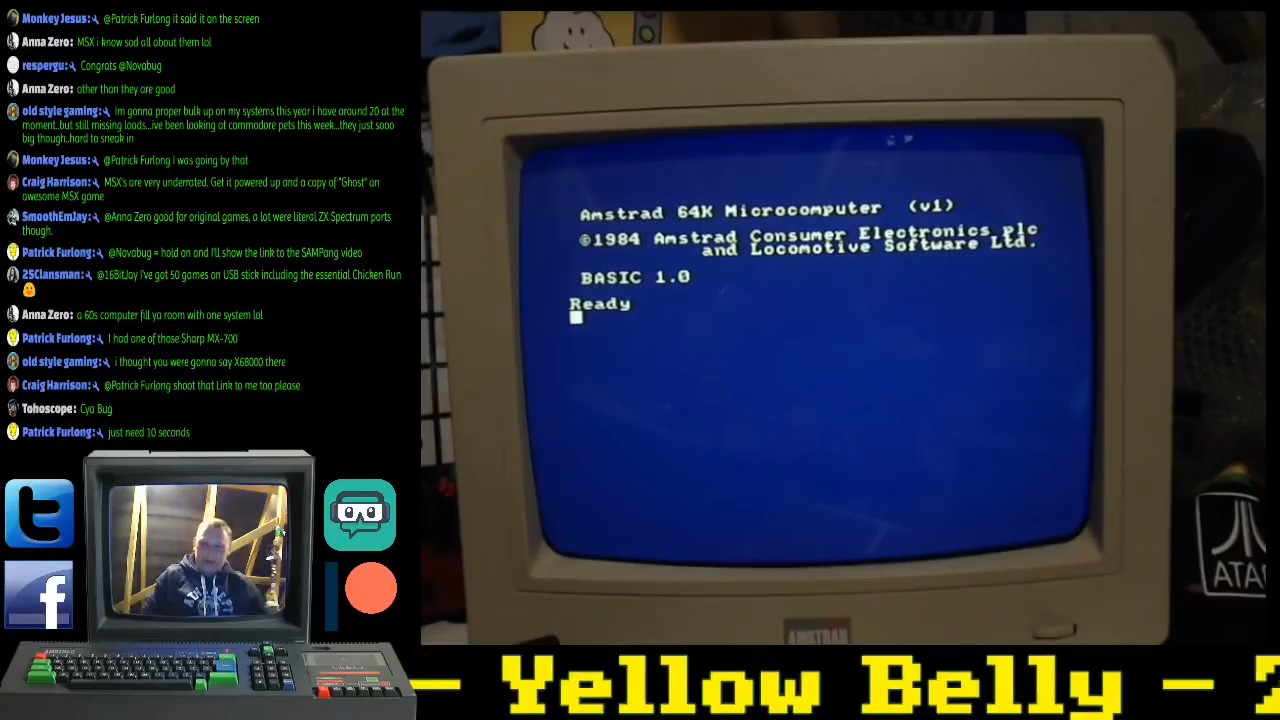 Monkey Jesus: @Patrick Furlong it said it on the screen
Anna Zero: MSX i know sod all about them lol
respergu: Congrats @Novabug
Anna Zero: other than they are good
old style gaming: Im gonna proper bulk up on my systems this year i have around 20 at the
moment..but still missing loads...ive been looking at commodore pets this week...they just sooo
big though..hard to sneak in
Monkey Jesus: @Patrick Furlong I was going by that
Craig Harrison: MSX's are very underrated. Get it powered up and a copy of "Ghost" an
awesome MSX game
SmoothEmJay: @Anna Zero good for original games, a lot were literal ZX Spectrum ports
though.
Patrick Furlong: @Novabug = hold on and I'll show the link to the SAMPang video
25Clansman: @16BitJay I've got 50 games on USB stick including the essential Chicken Run
Anna Zero: a 60s computer fill ya room with one system lol
Patrick Furlong: I had one of those Sharp MX-700
old style gaming: i thought you were gonna say X68000 there
Craig Harrison: @Patrick Furlong shoot that Link to me too please
Tohoscope: Cya Bug
Patrick Furlong: just need 10 seconds
Amstrad 64K Microcomputer (v1)
©1984 Amstrad Consumer Electronics plc
and Locomotive Software Ltd.
BASIC 1.0
Ready
AMSTRAD
ATAR
- Yellow Belly - 2